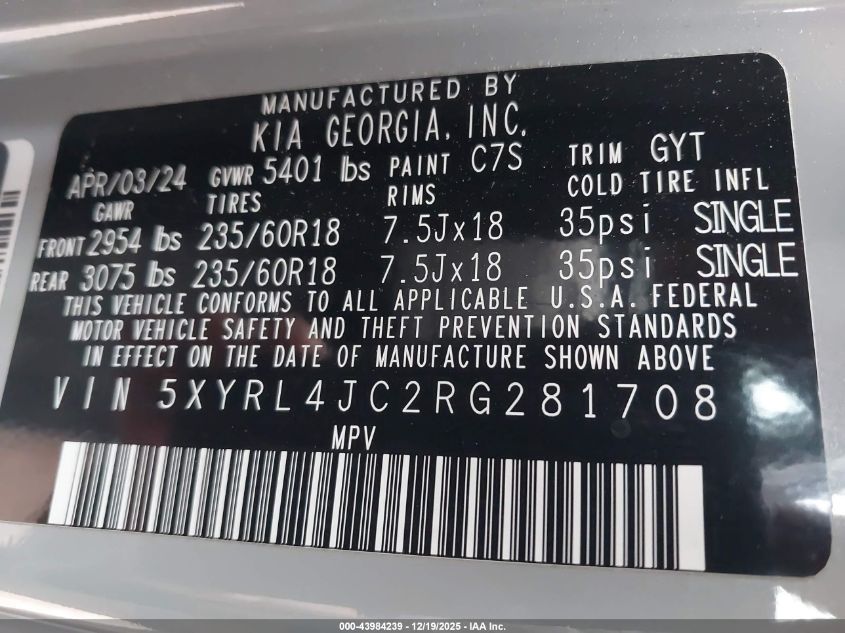 MANUFACTURED BY
KIA GEORGIA, INC.
APR/03/24 GVWR 5401 lbs PAINT C7S TRIM GYT
GAWR TIRES RIMS COLD TIRE INFL
FRONT 2954 lbs 235/60R18 7.5Jx18 35psi SINGLE
REAR 3075 lbs 235/60R18 7.5Jx18 35psi SINGLE
THIS VEHICLE CONFORMS TO ALL APPLICABLE U.S.A. FEDERAL
MOTOR VEHICLE SAFETY AND THEFT PREVENTION STANDARDS
IN EFFECT ON THE DATE OF MANUFACTURE SHOWN ABOVE
VIN 5XYRL4JC2RG281708
MPV
000-43984239 - 12/19/2025 - IAA Inc.